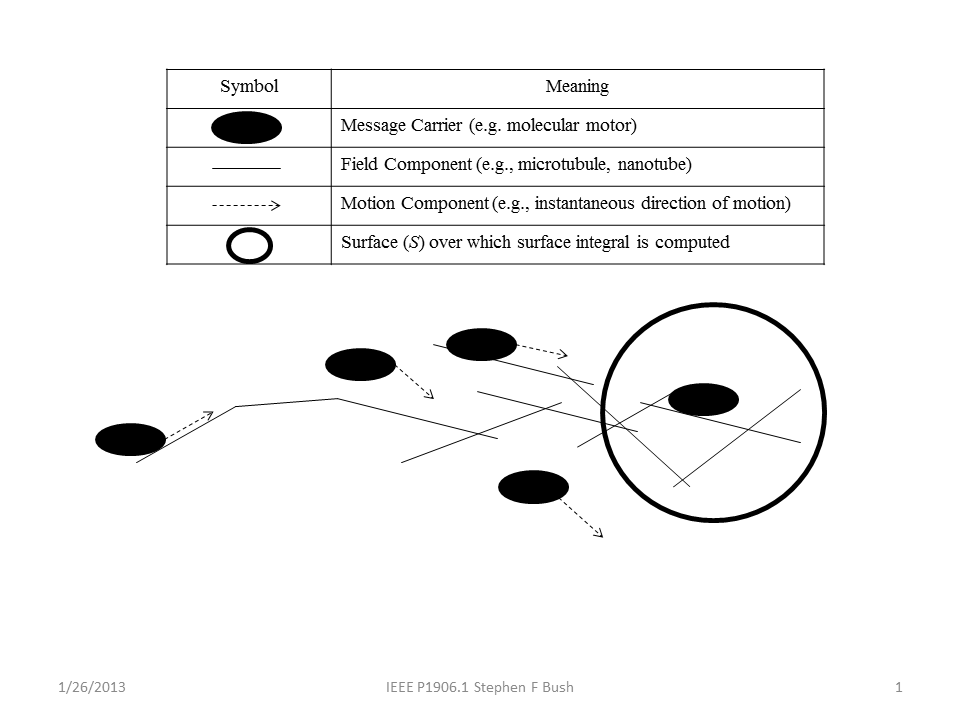 Symbol Meaning
Message Carrier (e.g. molecular motor)
Field Component (e.g., microtubule, nanotube)
Motion Component (e.g., instantaneous direction of motion)
Surface (S) over which surface integral is computed
1/26/2013 IEEE P1906.1 Stephen F Bush 1